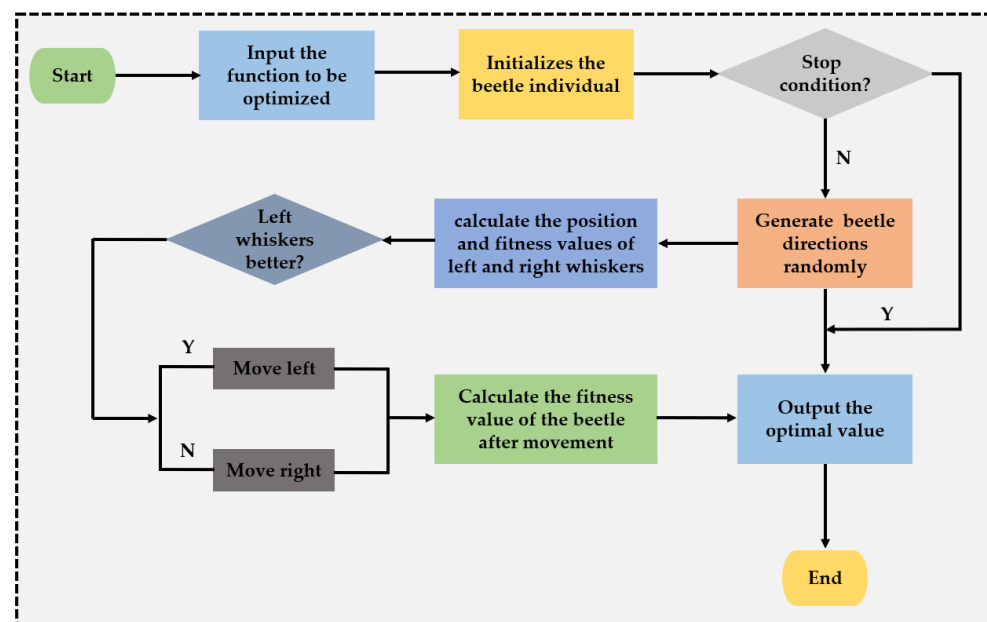 Start
Input the
function to be
optimized
Initializes the
beetle individual
Stop
condition?
N
Generate beetle
directions
randomly
calculate the position
and fitness values of
left and right whiskers
Left
whiskers
better?
Y
Y
Move left
N
Move right
Calculate the fitness
value of the beetle
after movement
Output the
optimal value
End